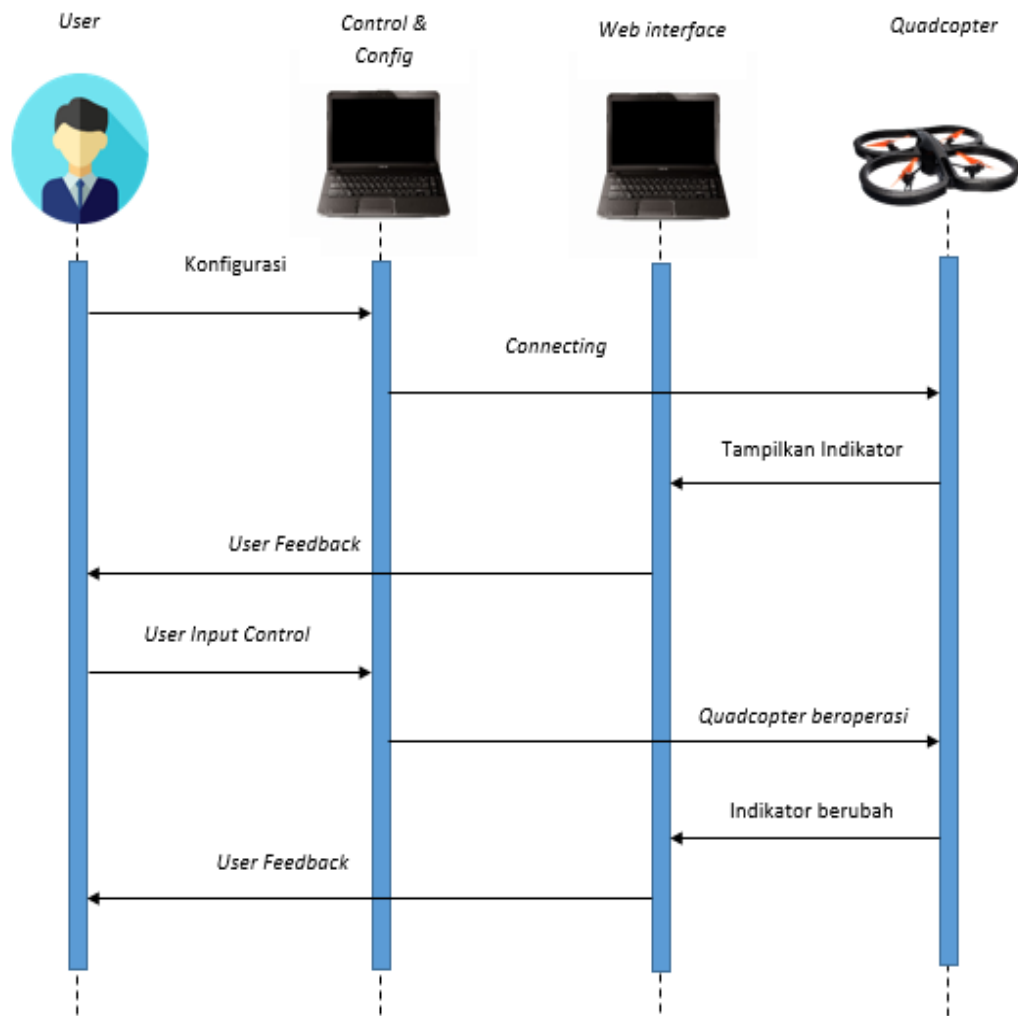 User
Control &
Config
Web interface
Quadcopter
Konfigurasi
Connecting
Tampilkan Indikator
User Feedback
User Input Control
Quadcopter beroperasi
Indikator berubah
User Feedback